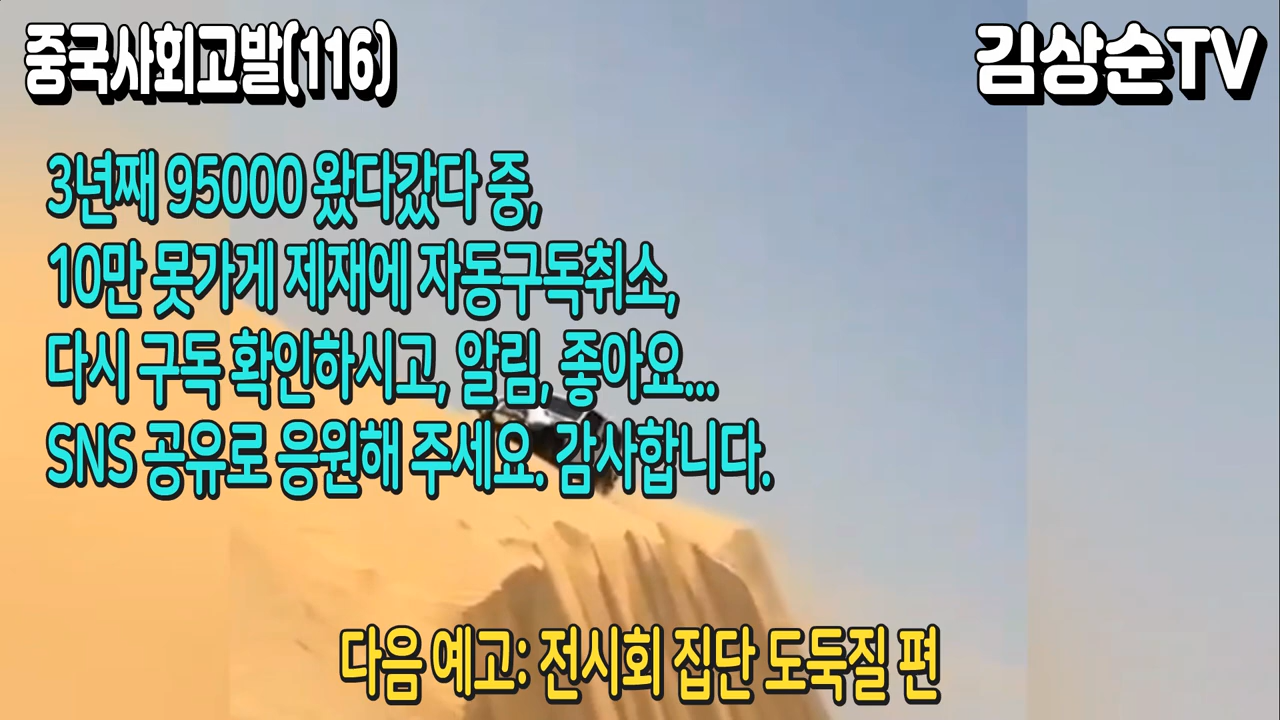 중국사회고발(116)
김상순TV
3년째 95000 왔다갔다 중,
10만 못가게 제재에 자동구독취소,
다시 구독 확인하시고, 알림, 좋아요...
SNS 공유로 응원해 주세요. 감사합니다.
다음 예고: 전시회 집단 도둑질 편